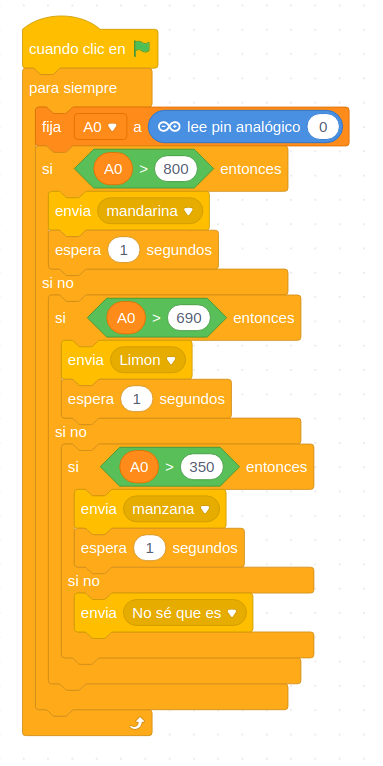 cuando clic en
para siempre
fija A0 a lee pin analógico 0
si A0 > 800 entonces
envia mandarina
espera 1 segundos
si no
si A0 > 690 entonces
envia Limon
espera 1 segundos
si no
si A0 > 350 entonces
envia manzana
espera 1 segundos
si no
envia No sé que es